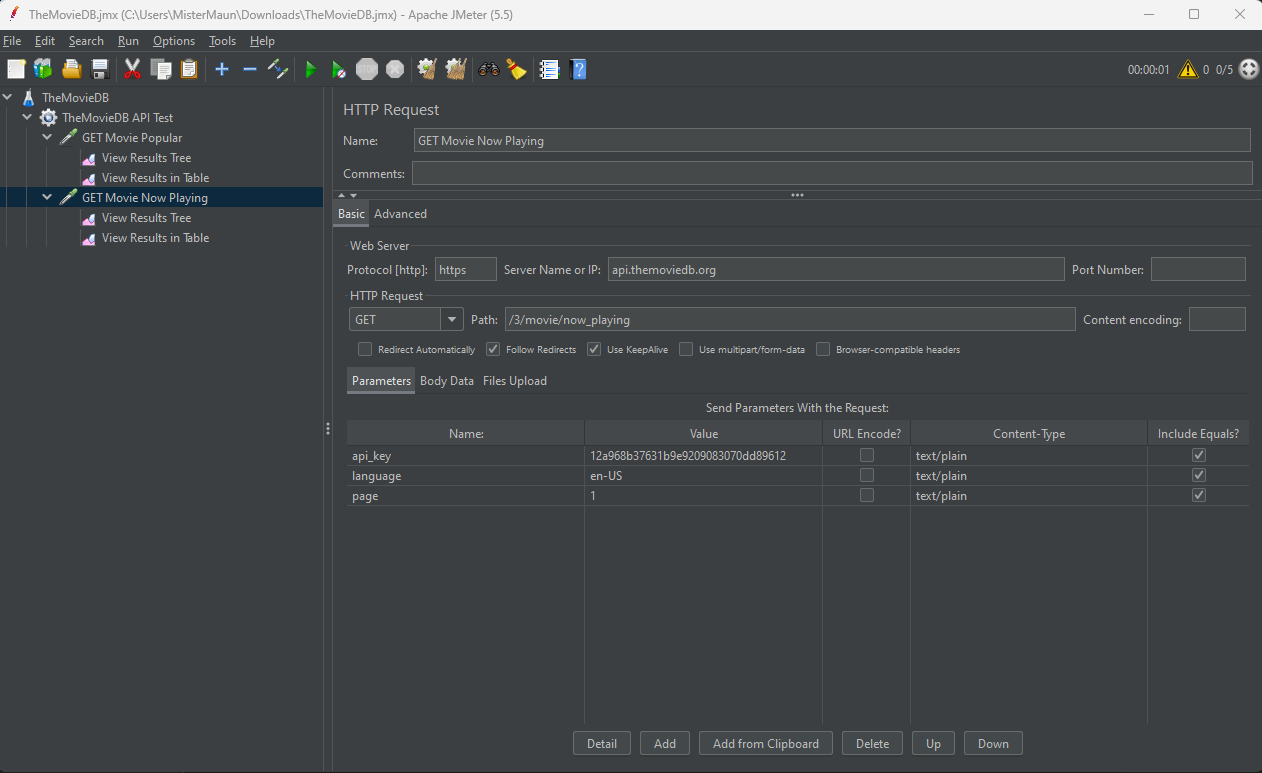 TheMovieDB.jmx (C:\Users\MisterMaun\Downloads\TheMovieDB.jmx) - Apache JMeter (5.5)
File Edit Search Run Options Tools Help
00:00:01 0 0/5
TheMovieDB
TheMovieDB API Test
GET Movie Popular
View Results Tree
View Results in Table
GET Movie Now Playing
View Results Tree
View Results in Table
HTTP Request
Name: GET Movie Now Playing
Comments:
Basic Advanced
Web Server
Protocol [http]: https Server Name or IP: api.themoviedb.org Port Number:
HTTP Request
GET Path: /3/movie/now_playing Content encoding:
Redirect Automatically Follow Redirects Use KeepAlive Use multipart/form-data Browser-compatible headers
Parameters Body Data Files Upload
Send Parameters With the Request:
Name: Value URL Encode? Content-Type Include Equals?
api_key 12a968b37631b9e9209083070dd89612 text/plain
language en-US text/plain
page 1 text/plain
Detail Add Add from Clipboard Delete Up Down